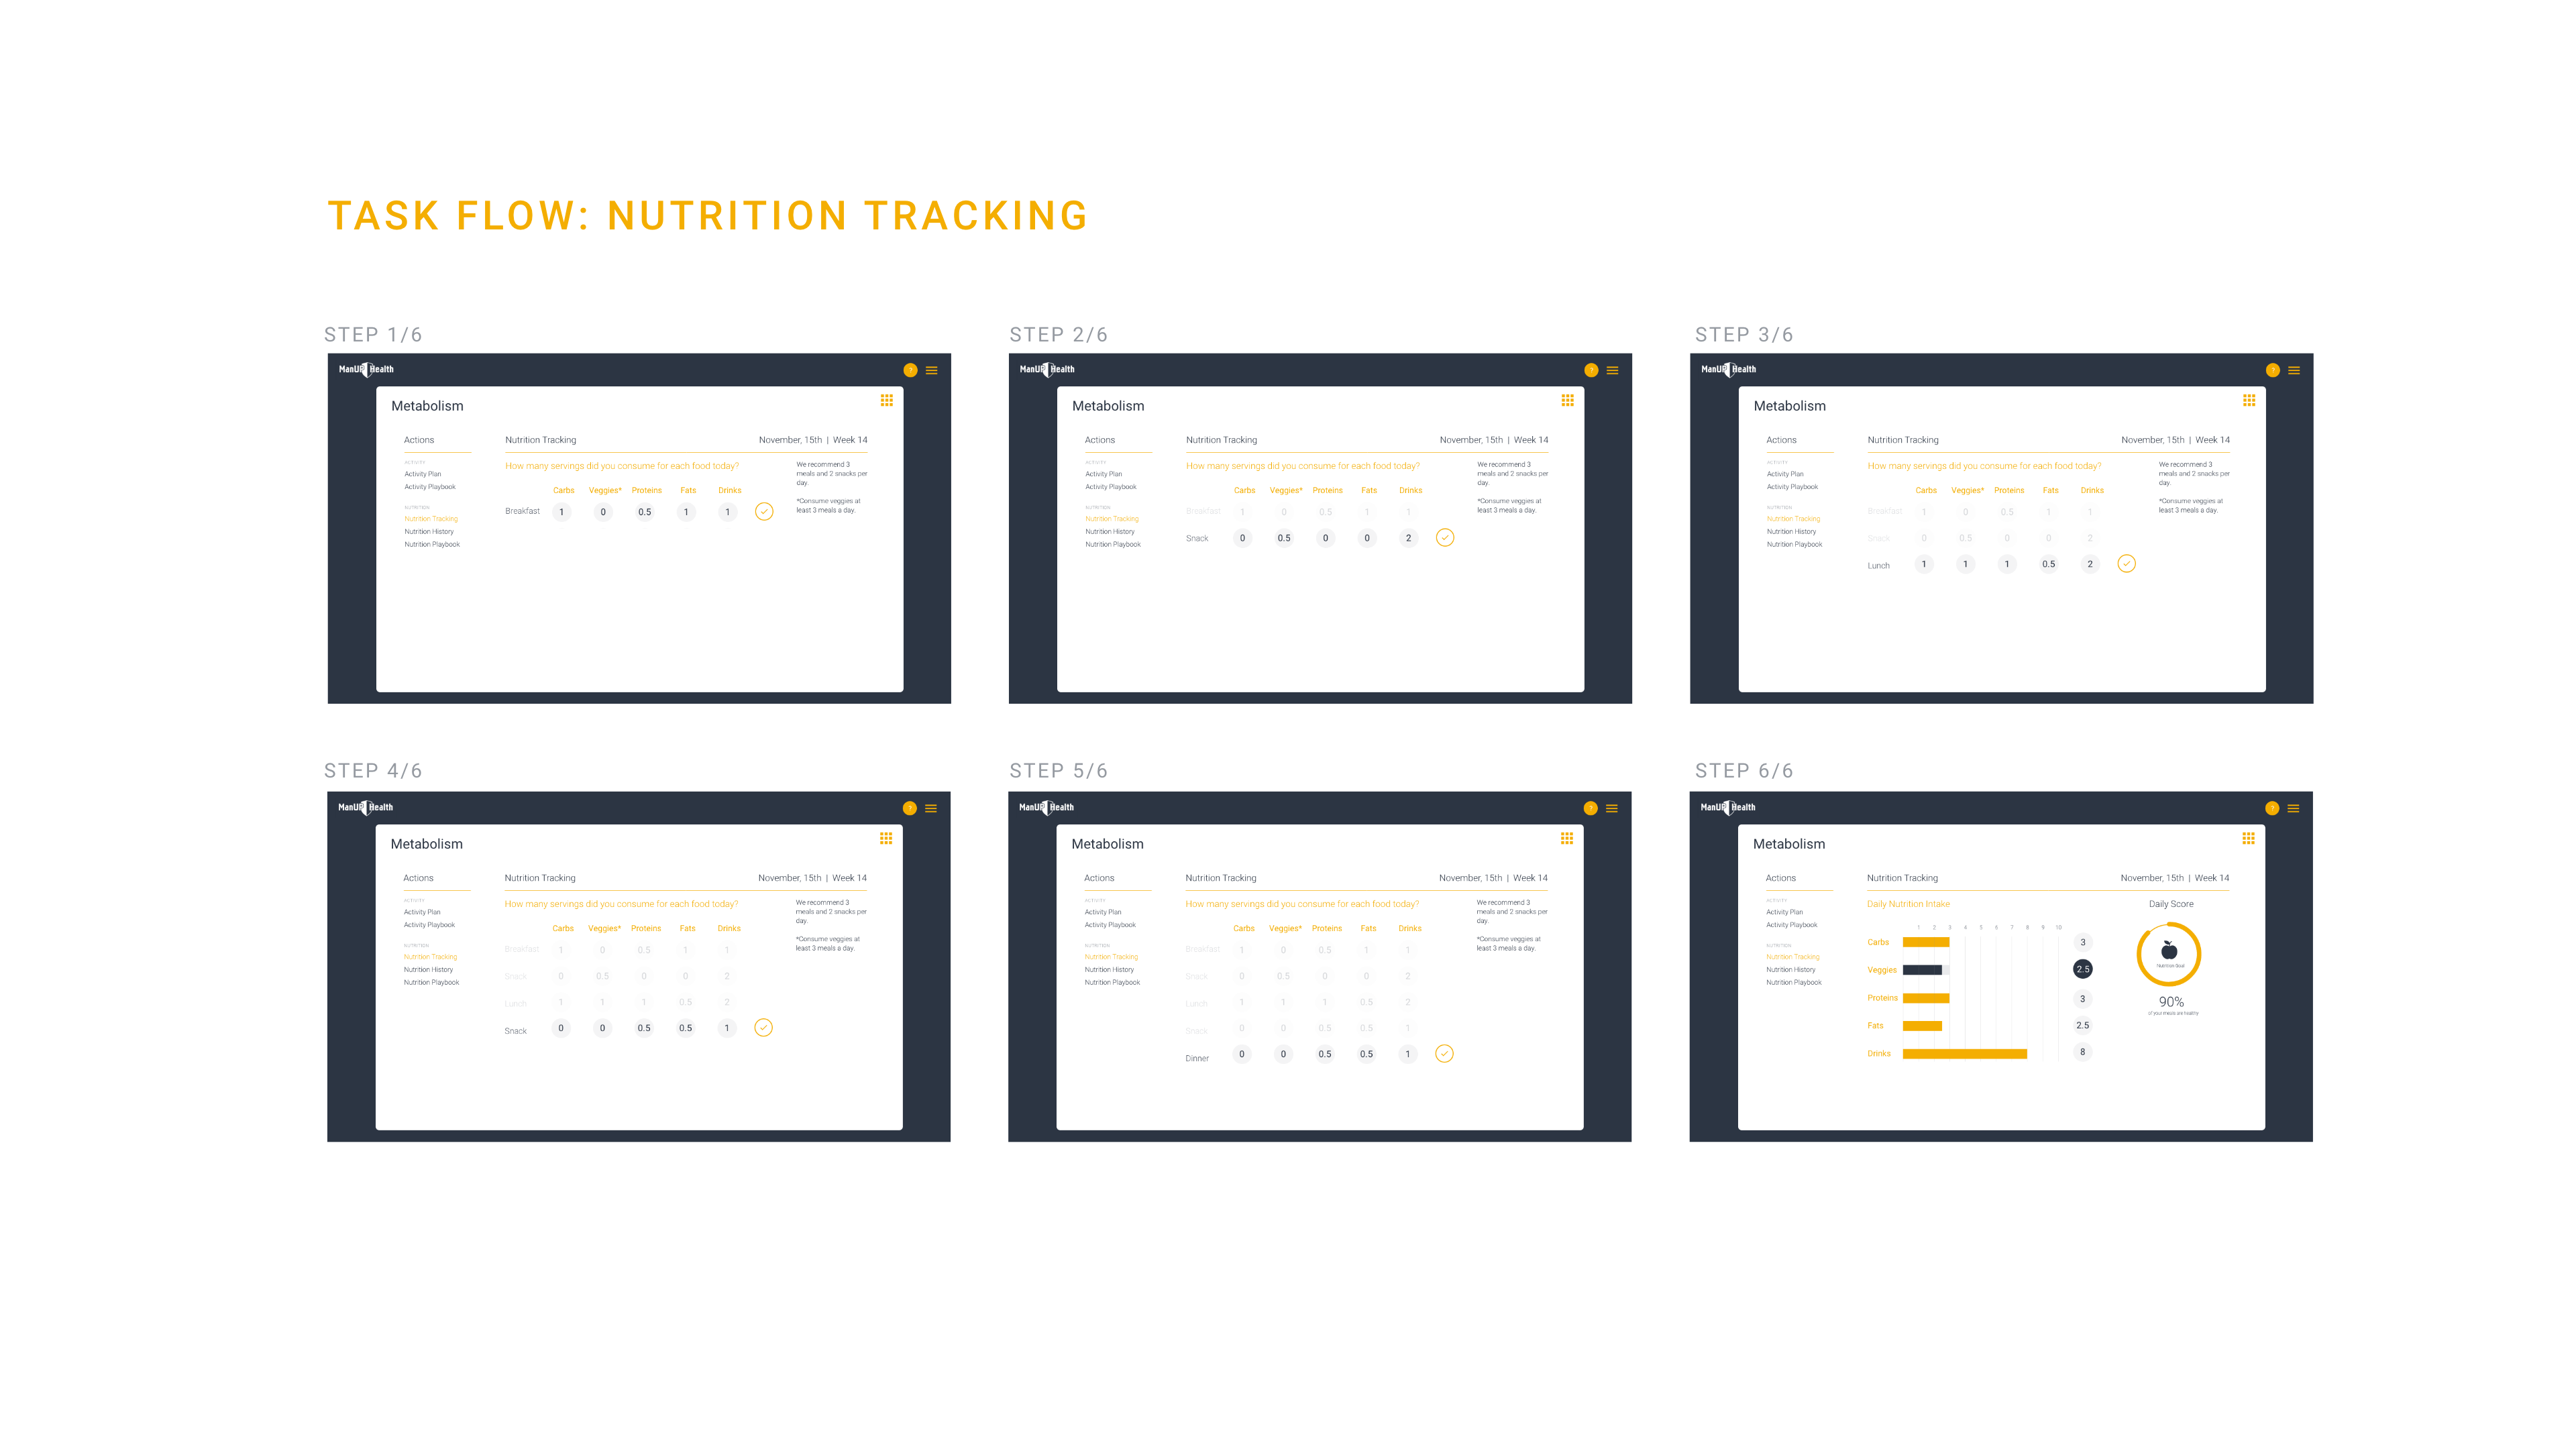 TASK FLOW: NUTRITION TRACKING
STEP 1/6
ManUP Health
?
Metabolism
Actions
ACTIVITY
Activity Plan
Activity Playbook
NUTRITION
Nutrition Tracking
Nutrition History
Nutrition Playbook
Nutrition Tracking
November, 15th | Week 14
How many servings did you consume for each food today?
Carbs Veggies* Proteins Fats Drinks
Breakfast 1 0 0.5 1 1
We recommend 3
meals and 2 snacks per
day.
*Consume veggies at
least 3 meals a day.
STEP 2/6
ManUP Health
?
Metabolism
Actions
ACTIVITY
Activity Plan
Activity Playbook
NUTRITION
Nutrition Tracking
Nutrition History
Nutrition Playbook
Nutrition Tracking
November, 15th | Week 14
How many servings did you consume for each food today?
Carbs Veggies* Proteins Fats Drinks
Breakfast 1 0 0.5 1 1
Snack 0 0.5 0 0 2
We recommend 3
meals and 2 snacks per
day.
*Consume veggies at
least 3 meals a day.
STEP 3/6
ManUP Health
?
Metabolism
Actions
ACTIVITY
Activity Plan
Activity Playbook
NUTRITION
Nutrition Tracking
Nutrition History
Nutrition Playbook
Nutrition Tracking
November, 15th | Week 14
How many servings did you consume for each food today?
Carbs Veggies* Proteins Fats Drinks
Breakfast 1 0 0.5 1 1
Snack 0 0.5 0 0 2
Lunch 1 1 1 0.5 2
We recommend 3
meals and 2 snacks per
day.
*Consume veggies at
least 3 meals a day.
STEP 4/6
ManUP Health
?
Metabolism
Actions
ACTIVITY
Activity Plan
Activity Playbook
NUTRITION
Nutrition Tracking
Nutrition History
Nutrition Playbook
Nutrition Tracking
November, 15th | Week 14
How many servings did you consume for each food today?
Carbs Veggies* Proteins Fats Drinks
Breakfast 1 0 0.5 1 1
Snack 0 0.5 0 0 2
Lunch 1 1 1 0.5 2
Snack 0 0 0.5 0.5 1
We recommend 3
meals and 2 snacks per
day.
*Consume veggies at
least 3 meals a day.
STEP 5/6
ManUP Health
?
Metabolism
Actions
ACTIVITY
Activity Plan
Activity Playbook
NUTRITION
Nutrition Tracking
Nutrition History
Nutrition Playbook
Nutrition Tracking
November, 15th | Week 14
How many servings did you consume for each food today?
Carbs Veggies* Proteins Fats Drinks
Breakfast 1 0 0.5 1 1
Snack 0 0.5 0 0 2
Lunch 1 1 1 0.5 2
Snack 0 0 0.5 0.5 1
Dinner 0 0 0.5 0.5 1
We recommend 3
meals and 2 snacks per
day.
*Consume veggies at
least 3 meals a day.
STEP 6/6
ManUP Health
?
Metabolism
Actions
ACTIVITY
Activity Plan
Activity Playbook
NUTRITION
Nutrition Tracking
Nutrition History
Nutrition Playbook
Nutrition Tracking
November, 15th | Week 14
Daily Nutrition Intake
1 2 3 4 5 6 7 8 9 10
Carbs 3
Veggies 2.5
Proteins 3
Fats 2.5
Drinks 8
Daily Score
Nutrition Goal
90%
of your meals are healthy